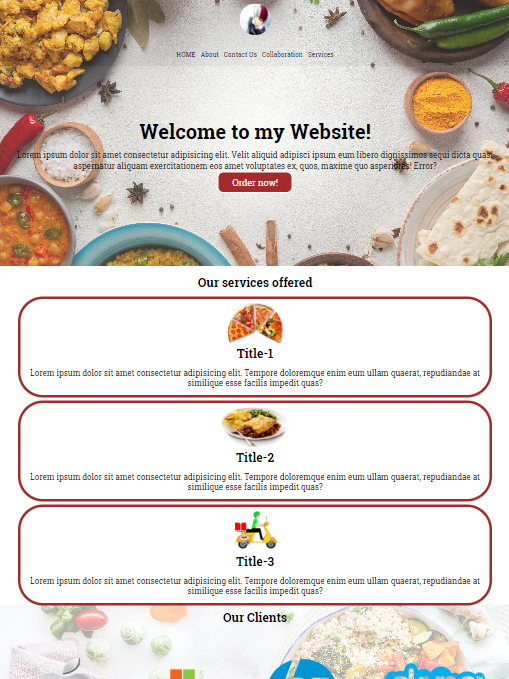 HOME About Contact Us Collaboration Services
Welcome to my Website!
Lorem ipsum dolor sit amet consectetur adipisicing elit. Velit aliquid adipisci ipsum eum libero dignissimos sequi dicta quasi
aspernatur aliquam exercitationem eos amet voluptates ex, quos, maxime quo asperiores! Error?
Order now!
Our services offered
Title-1
Lorem ipsum dolor sit amet consectetur adipisicing elit. Tempore doloremque enim eum ullam quaerat, repudiandae at
similique esse facilis impedit quas?
Title-2
Lorem ipsum dolor sit amet consectetur adipisicing elit. Tempore doloremque enim eum ullam quaerat, repudiandae at
similique esse facilis impedit quas?
Title-3
Lorem ipsum dolor sit amet consectetur adipisicing elit. Tempore doloremque enim eum ullam quaerat, repudiandae at
similique esse facilis impedit quas?
Our Clients